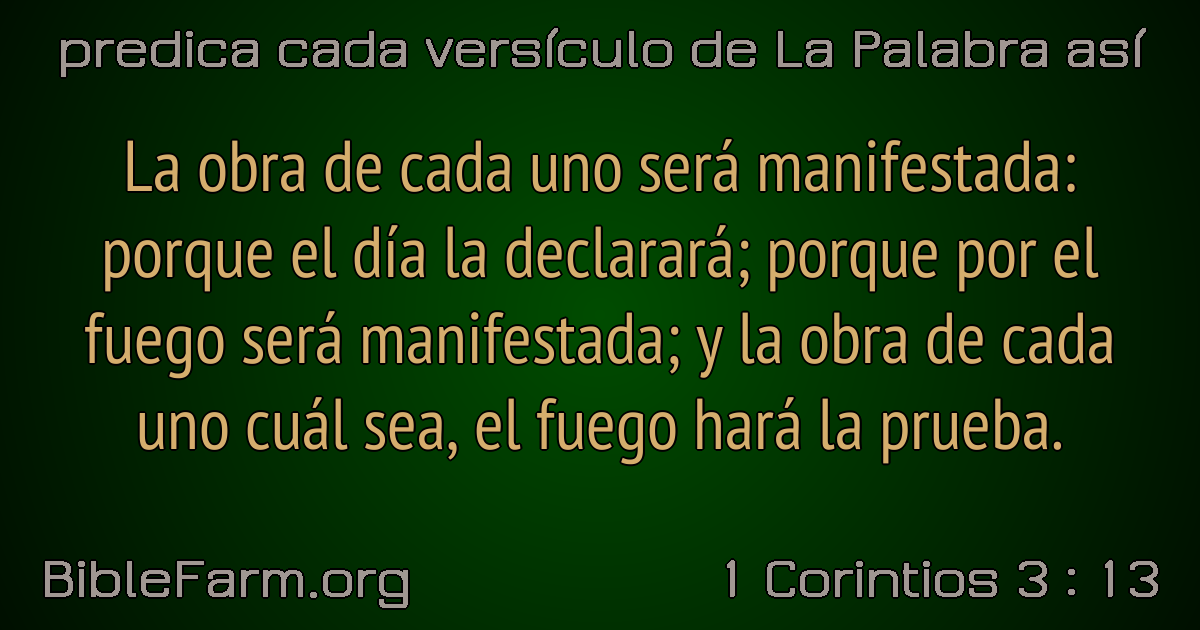 predica cada versículo de La Palabra así
La obra de cada uno será manifestada:
porque el día la declarará; porque por el
fuego será manifestada; y la obra de cada
uno cuál sea, el fuego hará la prueba.
BibleFarm.org
1 Corintios 3 : 13